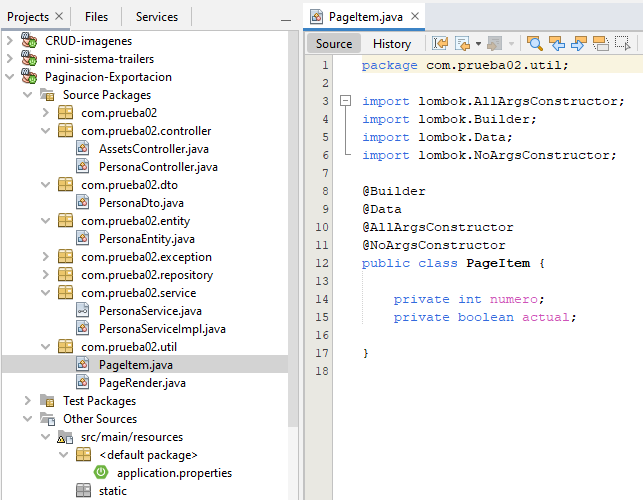 Projects × Files Services
CRUD-imagenes
mini-sistema-trailers
Paginacion-Exportacion
Source Packages
com.prueba02
com.prueba02.controller
AssetsController.java
PersonaController.java
com.prueba02.dto
PersonaDto.java
com.prueba02.entity
PersonaEntity.java
com.prueba02.exception
com.prueba02.repository
com.prueba02.service
PersonaService.java
PersonaServiceImpl.java
com.prueba02.util
PageItem.java
PageRender.java
Test Packages
Other Sources
src/main/resources
<default package>
application.properties
static
PageItem.java ×
Source History
1 package com.prueba02.util;
2
3 import lombok.AllArgsConstructor;
4 import lombok.Builder;
5 import lombok.Data;
6 import lombok.NoArgsConstructor;
7
8 @Builder
9 @Data
10 @AllArgsConstructor
11 @NoArgsConstructor
12 public class PageItem {
13
14 private int numero;
15 private boolean actual;
16
17 }
18